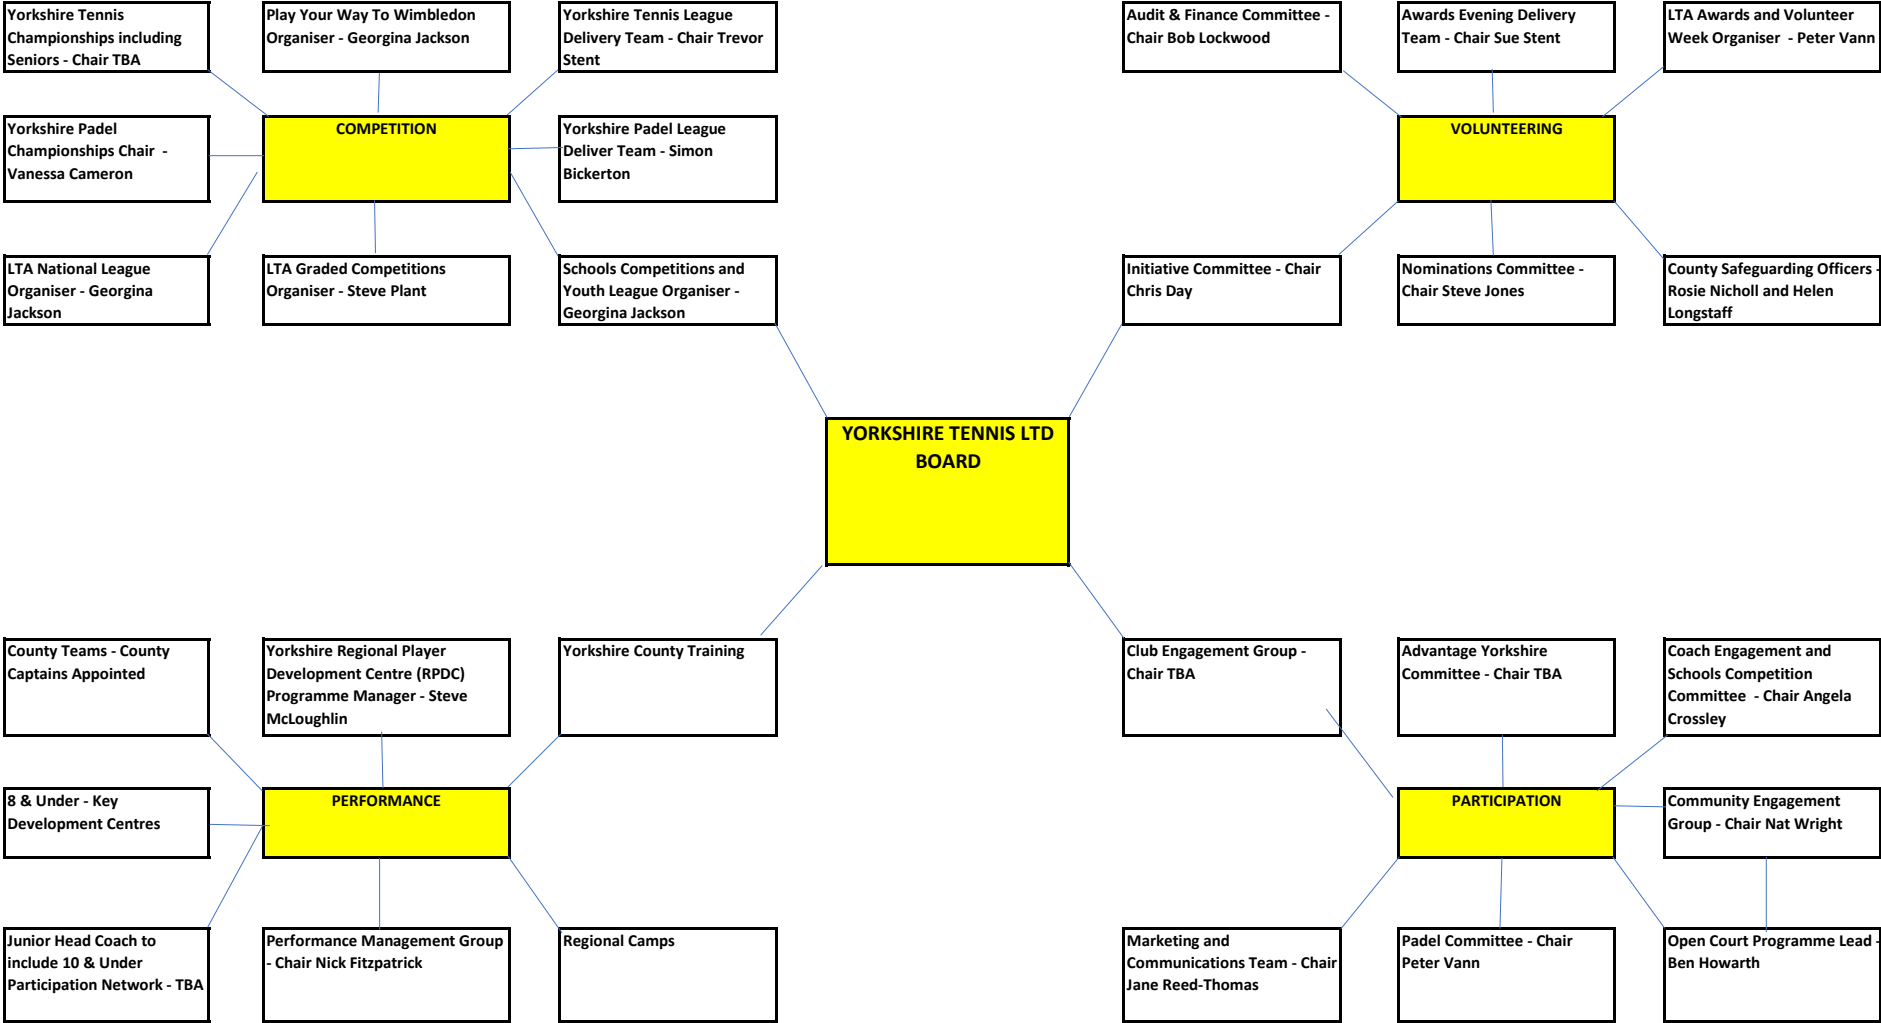 Yorkshire Tennis
Championships including
Seniors - Chair TBA
Play Your Way To Wimbledon
Organiser - Georgina Jackson
Yorkshire Tennis League
Delivery Team - Chair Trevor
Stent
Audit & Finance Committee -
Chair Bob Lockwood
Awards Evening Delivery
Team - Chair Sue Stent
LTA Awards and Volunteer
Week Organiser - Peter Vann
Yorkshire Padel
Championships Chair -
Vanessa Cameron
COMPETITION
Yorkshire Padel League
Deliver Team - Simon
Bickerton
VOLUNTEERING
LTA National League
Organiser - Georgina
Jackson
LTA Graded Competitions
Organiser - Steve Plant
Schools Competitions and
Youth League Organiser -
Georgina Jackson
Initiative Committee - Chair
Chris Day
Nominations Committee -
Chair Steve Jones
County Safeguarding Officers -
Rosie Nicholl and Helen
Longstaff
YORKSHIRE TENNIS LTD
BOARD
County Teams - County
Captains Appointed
Yorkshire Regional Player
Development Centre (RPDC)
Programme Manager - Steve
McLoughlin
Yorkshire County Training
Club Engagement Group -
Chair TBA
Advantage Yorkshire
Committee - Chair TBA
Coach Engagement and
Schools Competition
Committee - Chair Angela
Crossley
8 & Under - Key
Development Centres
PERFORMANCE
PARTICIPATION
Community Engagement
Group - Chair Nat Wright
Junior Head Coach to
include 10 & Under
Participation Network - TBA
Performance Management Group
- Chair Nick Fitzpatrick
Regional Camps
Marketing and
Communications Team - Chair
Jane Reed-Thomas
Padel Committee - Chair
Peter Vann
Open Court Programme Lead -
Ben Howarth